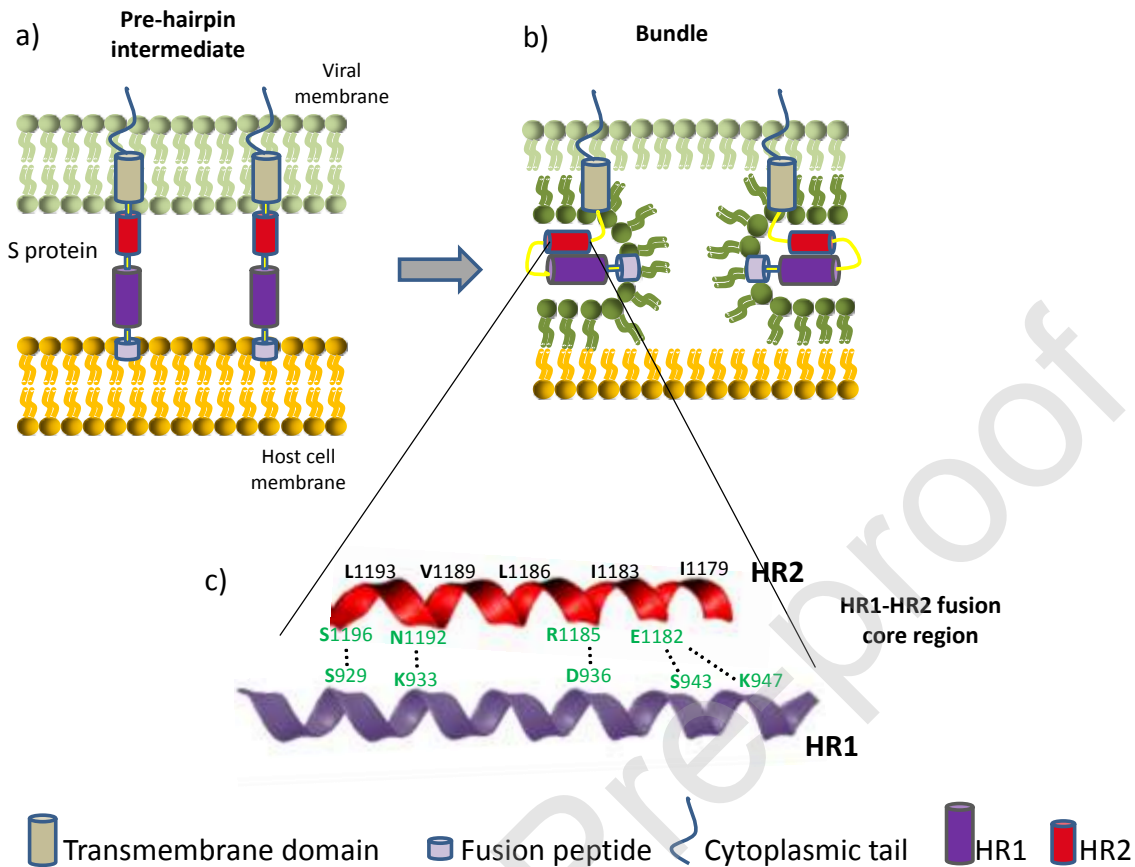 a)
Pre-hairpin
intermediate
Viral
membrane
S protein
Host cell
membrane
b)
Bundle
c)
L1193 V1189 L1186 I1183 I1179 HR2
S1196 N1192 R1185 E1182
S929 K933 D936 S943 K947
HR1
HR1-HR2 fusion
core region
Pre-proof
Transmembrane domain Fusion peptide Cytoplasmic tail HR1 HR2